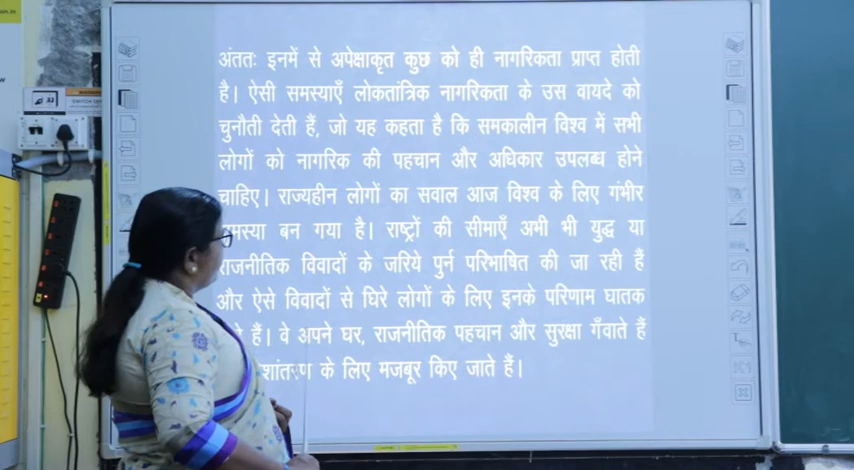 अंततः इनमें से अपेक्षाकृत कुछ को ही नागरिकता प्राप्त होती
है। ऐसी समस्याएँ लोकतांत्रिक नागरिकता के उस वायदे को
चुनौती देती हैं, जो यह कहता है कि समकालीन विश्व में सभी
लोगों को नागरिक की पहचान और अधिकार उपलब्ध होने
चाहिए। राज्यहीन लोगों का सवाल आज विश्व के लिए गंभीर
बन गया है। राष्ट्रों की सीमाएँ अभी भी युद्ध या
राजनीतिक विवादों के जरिये पुर्न परिभाषित की जा रही हैं
और ऐसे विवादों से घिरे लोगों के लिए इनके परिणाम घातक
हैं। वे अपने घर, राजनीतिक पहचान और सुरक्षा गँवाते हैं
के लिए मजबूर किए जाते हैं।